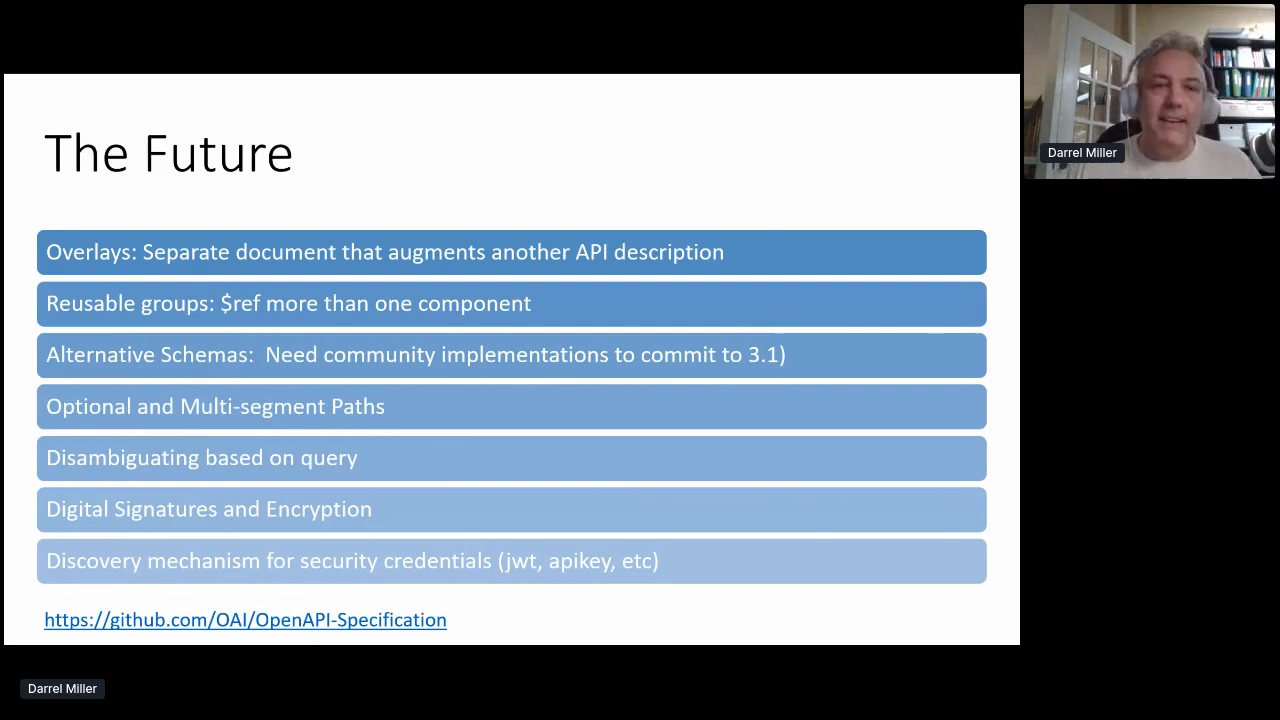 The Future
Overlays: Separate document that augments another API description
Reusable groups: $ref more than one component
Alternative Schemas:  Need community implementations to commit to 3.1)
Optional and Multi-segment Paths
Disambiguating based on query
Digital Signatures and Encryption
Discovery mechanism for security credentials (jwt, apikey, etc)
https://github.com/OAI/OpenAPI-Specification
Darrel Miller
Darrel Miller